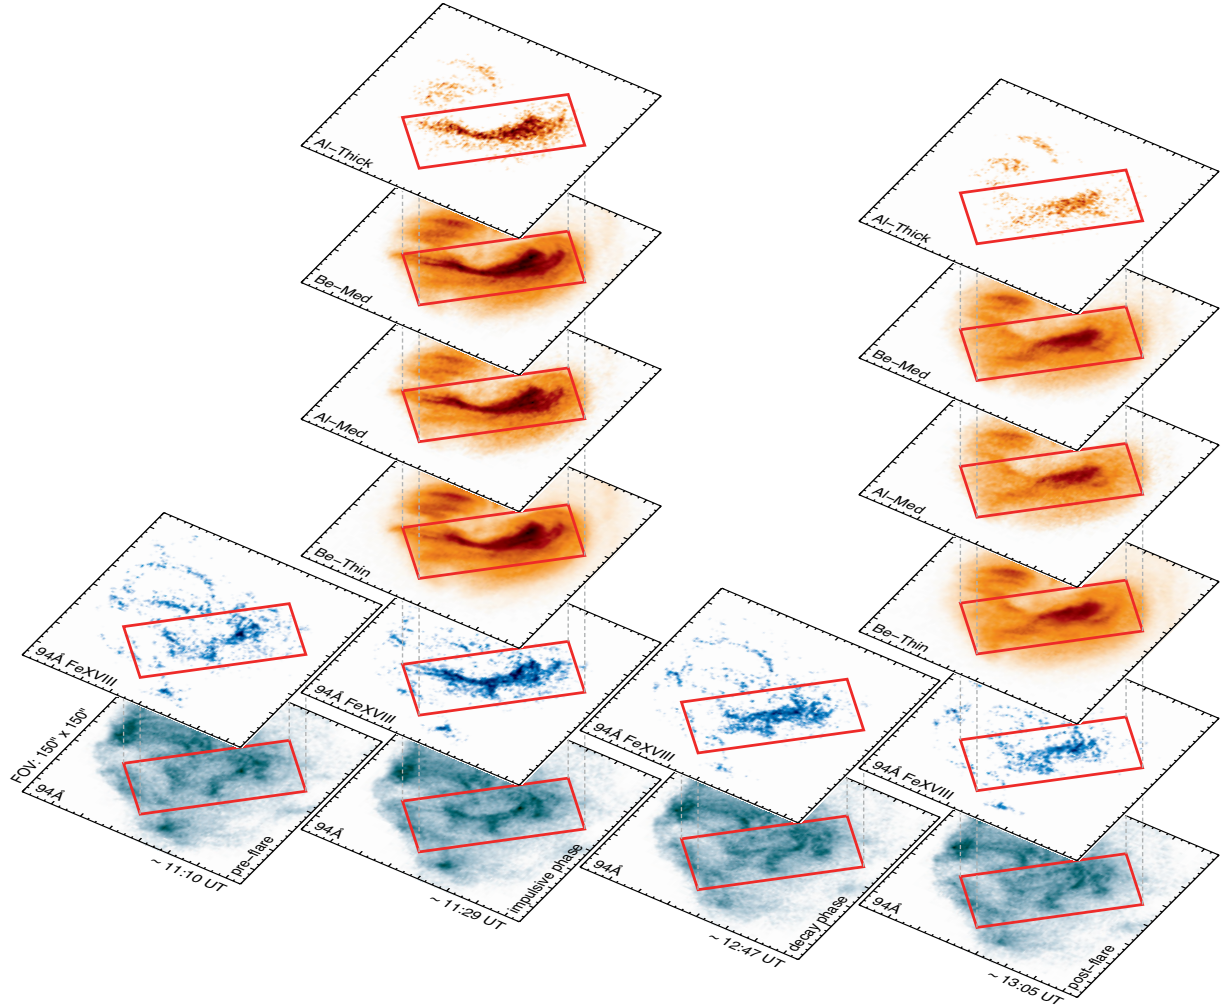 Al-Thick
Be-Med
Al-Med
Be-Thin
94Å FeXVIII
94Å
impulsive phase
~ 11:29 UT
94Å FeXVIII
FOV: 150" x 150"
94Å
pre-flare
~ 11:10 UT
94Å FeXVIII
94Å
decay phase
~ 12:47 UT
Al-Thick
Be-Med
Al-Med
Be-Thin
94Å FeXVIII
94Å
post-flare
~ 13:05 UT